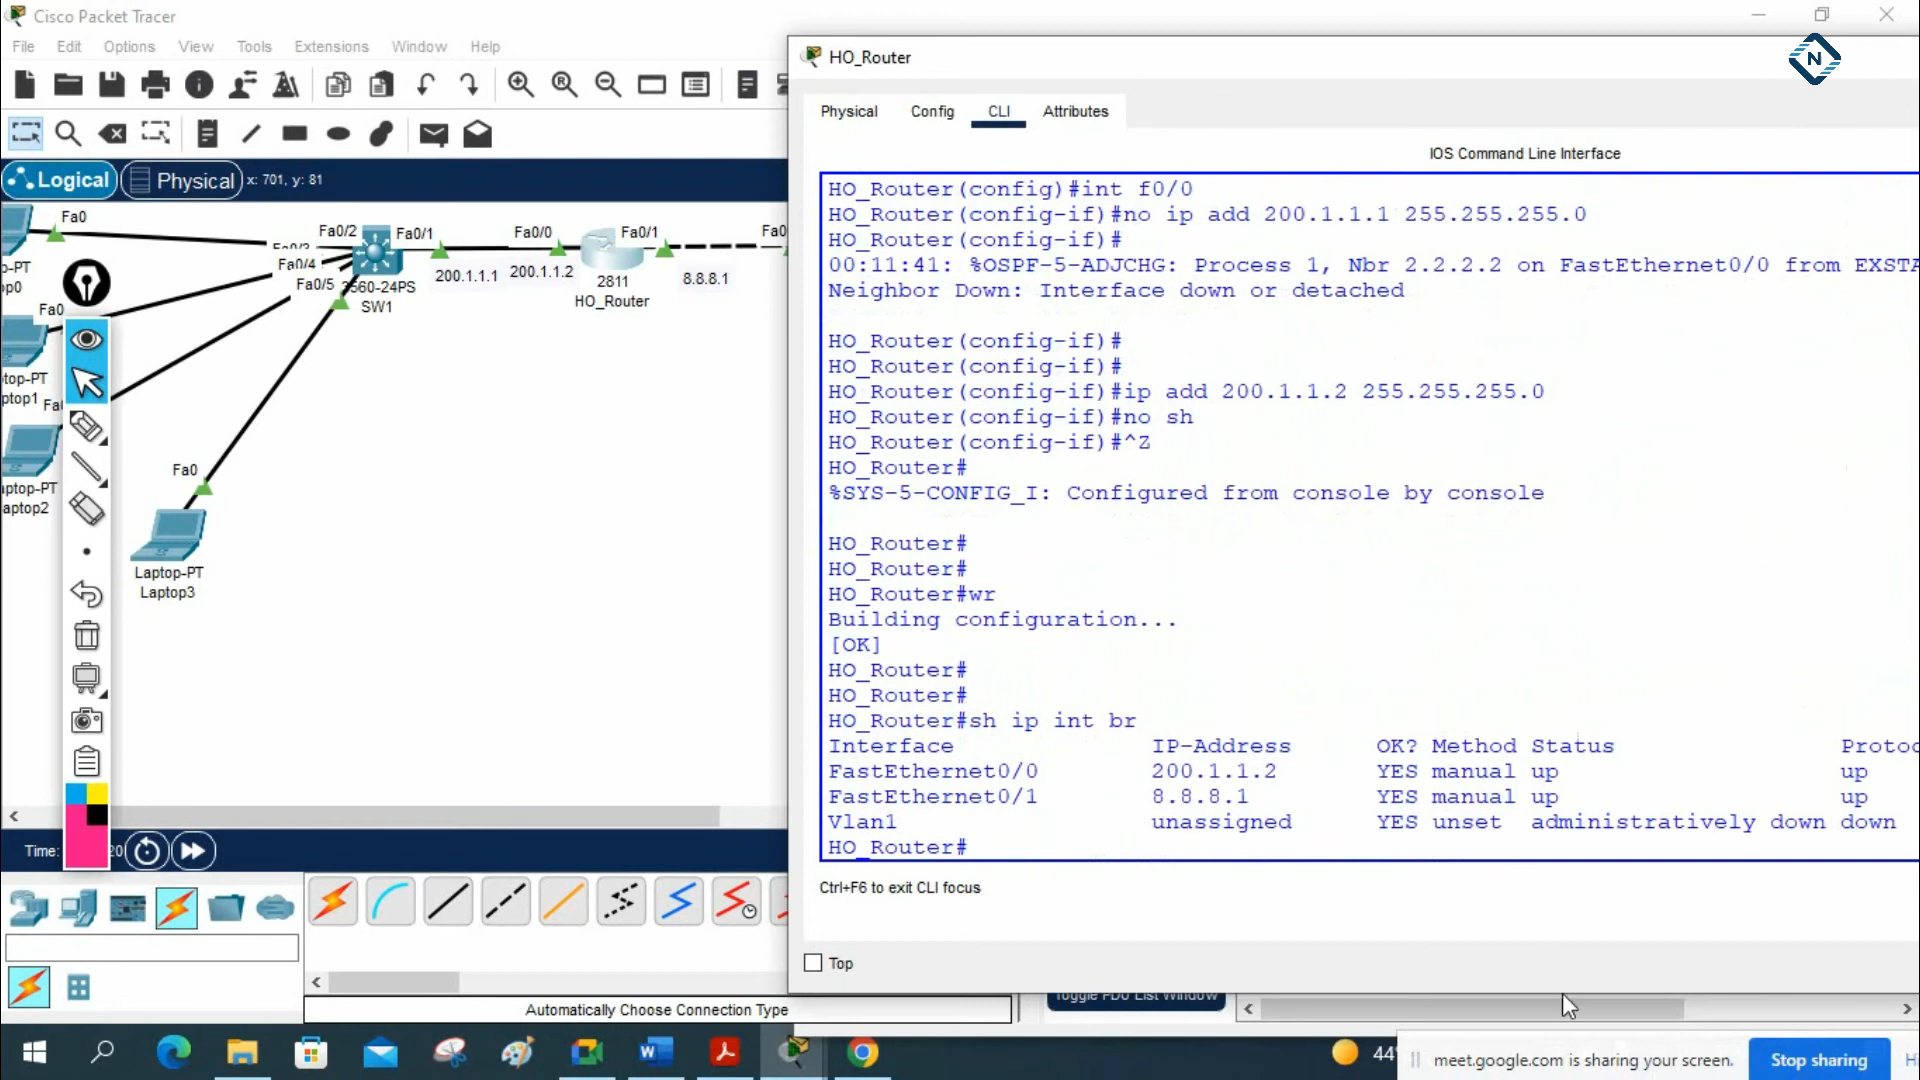 Cisco Packet Tracer
File Edit Options View Tools Extensions Window Help
HO_Router
N
Physical Config CLI Attributes
IOS Command Line Interface
Logical Physical x: 701, y: 81
Fa0
Fa0/2 Fa0/1 Fa0/0 Fa0/1 Fa0
Fa0/4
Fa0/5 3560-24PS
SW1
200.1.1.1 200.1.1.2 8.8.8.1
2811
HO_Router
Fa0
Fa0
Laptop-PT
Laptop3
HO_Router(config)#int f0/0
HO_Router(config-if)#no ip add 200.1.1.1 255.255.255.0
HO_Router(config-if)#
00:11:41: %OSPF-5-ADJCHG: Process 1, Nbr 2.2.2.2 on FastEthernet0/0 from EXSTA
Neighbor Down: Interface down or detached
HO_Router(config-if)#
HO_Router(config-if)#
HO_Router(config-if)#ip add 200.1.1.2 255.255.255.0
HO_Router(config-if)#no sh
HO_Router(config-if)#^Z
HO_Router#
%SYS-5-CONFIG_I: Configured from console by console
HO_Router#
HO_Router#
HO_Router#wr
Building configuration...
[OK]
HO_Router#
HO_Router#
HO_Router#sh ip int br
Interface IP-Address OK? Method Status Protoc
FastEthernet0/0 200.1.1.2 YES manual up up
FastEthernet0/1 8.8.8.1 YES manual up up
Vlan1 unassigned YES unset administratively down down
HO_Router#
Ctrl+F6 to exit CLI focus
Top
Time: 20
Automatically Choose Connection Type
Toggle PDU List Window
44°
meet.google.com is sharing your screen.
Stop sharing